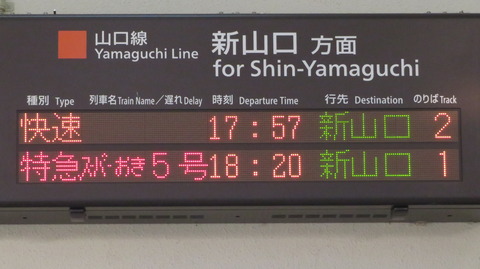 山口線 新山口 方面
Yamaguchi Line for Shin-Yamaguchi
種別 Type 列車名 Train Name／遅れ Delay 時刻 Departure Time 行先 Destination のりば Track
快速 17:57 新山口 2
特急 スーパーおき 5号 18:20 新山口 1